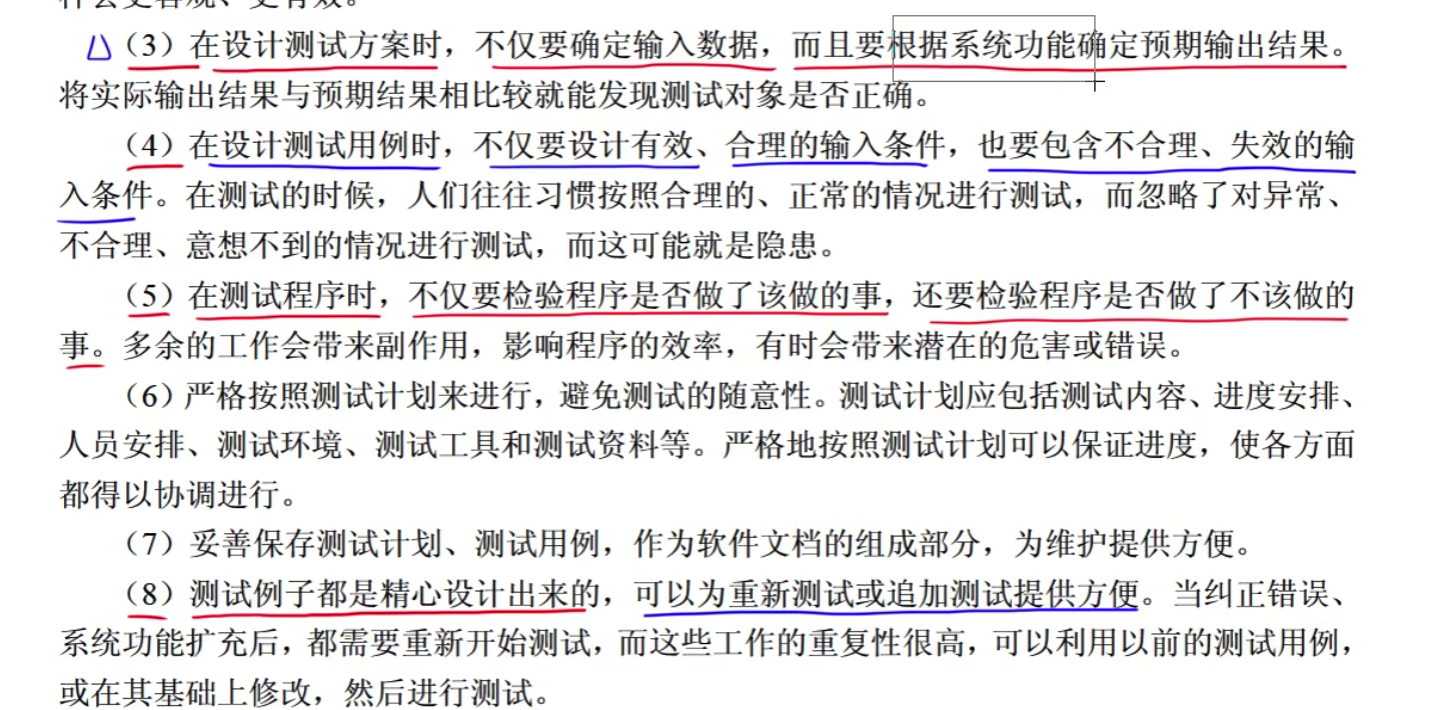 （3）在设计测试方案时，不仅要确定输入数据，而且要根据系统功能确定预期输出结果。
将实际输出结果与预期结果相比较就能发现测试对象是否正确。
（4）在设计测试用例时，不仅要设计有效、合理的输入条件，也要包含不合理、失效的输
入条件。在测试的时候，人们往往习惯按照合理的、正常的情况进行测试，而忽略了对异常、
不合理、意想不到的情况进行测试，而这可能就是隐患。
（5）在测试程序时，不仅要检验程序是否做了该做的事，还要检验程序是否做了不该做的
事。多余的工作会带来副作用，影响程序的效率，有时会带来潜在的危害或错误。
（6）严格按照测试计划来进行，避免测试的随意性。测试计划应包括测试内容、进度安排、
人员安排、测试环境、测试工具和测试资料等。严格地按照测试计划可以保证进度，使各方面
都得以协调进行。
（7）妥善保存测试计划、测试用例，作为软件文档的组成部分，为维护提供方便。
（8）测试例子都是精心设计出来的，可以为重新测试或追加测试提供方便。当纠正错误、
系统功能扩充后，都需要重新开始测试，而这些工作的重复性很高，可以利用以前的测试用例，
或在其基础上修改，然后进行测试。